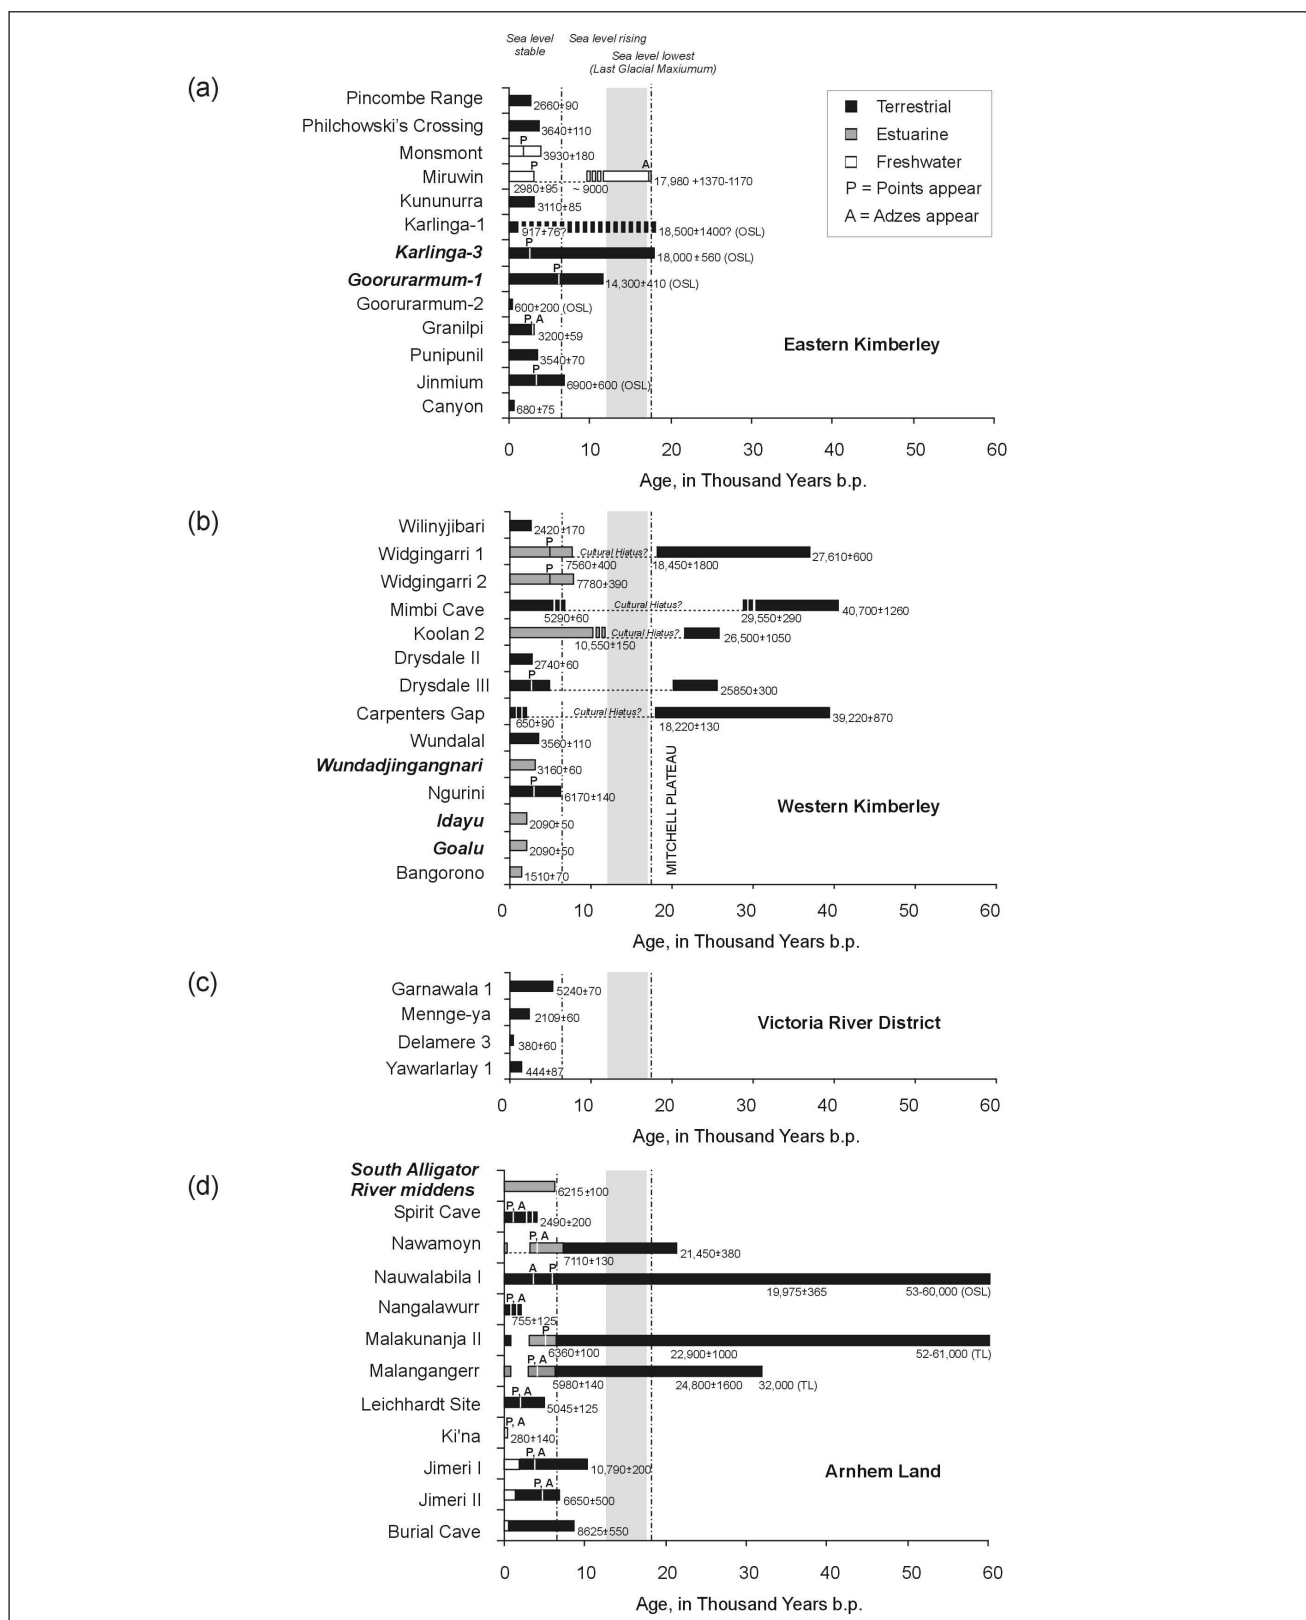 Sea level stable
Sea level rising
Sea level lowest
(Last Glacial Maxiumum)
(a)
Terrestrial
Estuarine
Freshwater
P = Points appear
A = Adzes appear
Pincombe Range 2660±90
Philchowski's Crossing 3640±110
P
Monsmont 3930±180
P A
Miruwin 2980±95 ~ 9000 17,980 +1370-1170
Kununurra 3110±85
Karlinga-1 917±76? 18,500±1400? (OSL)
P
Karlinga-3 18,000±560 (OSL)
P
Goorurarmum-1 14,300±410 (OSL)
Goorurarmum-2 600±200 (OSL)
P, A
Granilpi 3200±59
Punipunil 3540±70
P
Jinmium 6900±600 (OSL)
Canyon 680±75
Eastern Kimberley
0 10 20 30 40 50 60
Age, in Thousand Years b.p.
(b)
Wilinyjibari 2420±170
P
Widgingarri 1 7560±400 Cultural Hiatus? 18,450±1800 27,610±600
P
Widgingarri 2 7780±390
Mimbi Cave 5290±60 Cultural Hiatus? 29,550±290 40,700±1260
Koolan 2 10,550±150 Cultural Hiatus? 26,500±1050
Drysdale II 2740±60
P
Drysdale III 25850±300
Carpenters Gap 650±90 Cultural Hiatus? 18,220±130 39,220±870
Wundalal 3560±110
Wundadjingangnari 3160±60
P
Ngurini 6170±140
Idayu 2090±50
Goalu 2090±50
Bangorono 1510±70
MITCHELL PLATEAU
Western Kimberley
0 10 20 30 40 50 60
Age, in Thousand Years b.p.
(c)
Garnawala 1 5240±70
Mennge-ya 2109±60
Delamere 3 380±60
Yawarlarlay 1 444±87
Victoria River District
0 10 20 30 40 50 60
Age, in Thousand Years b.p.
(d)
South Alligator
River middens 6215±100
P, A
Spirit Cave 2490±200
P, A
Nawamoyn 7110±130 21,450±380
A P
Nauwalabila I 19,975±365 53-60,000 (OSL)
P, A
Nangalawurr 755±125
P
Malakunanja II 6360±100 22,900±1000 52-61,000 (TL)
P, A
Malangangerr 5980±140 24,800±1600 32,000 (TL)
P, A
Leichhardt Site 5045±125
P, A
Ki'na 280±140
P, A
Jimeri I 10,790±200
P, A
Jimeri II 6650±500
Burial Cave 8625±550
Arnhem Land
0 10 20 30 40 50 60
Age, in Thousand Years b.p.